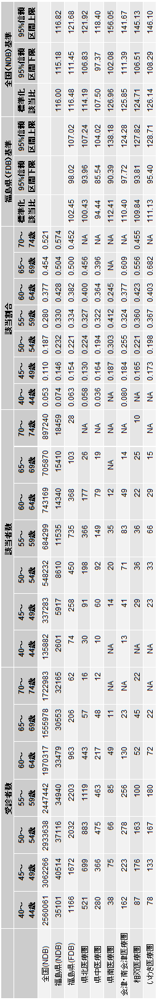 受診者数 該当者数 該当割合 福島県(FDB)基準 全国(NDB)基準
40～44歳 45～49歳 50～54歳 55～59歳 60～64歳 65～69歳 70～74歳 40～44歳 45～49歳 50～54歳 55～59歳 60～64歳 65～69歳 70～74歳 40～44歳 45～49歳 50～54歳 55～59歳 60～64歳 65～69歳 70～74歳 標準化該当比 95%信頼区間下限 95%信頼区間上限 標準化該当比 95%信頼区間下限 95%信頼区間上限
全国(NDB) 2560061 3062266 2933638 2447442 1970317 1555978 1722983 135882 337283 548232 684299 743169 705870 897240 0.053 0.110 0.187 0.280 0.377 0.454 0.521
福島県(NDB) 35101 40514 37116 34940 33479 30553 32165 2601 5917 8610 11535 14340 15410 18459 0.074 0.146 0.232 0.330 0.428 0.504 0.574 116.00 115.18 116.82
福島県(FDB) 1166 1672 2032 2203 963 206 62 74 258 450 735 368 103 28 0.063 0.154 0.221 0.334 0.382 0.500 0.452 102.45 98.02 107.02 116.48 111.45 121.68
県北医療圏 521 699 883 1119 443 57 16 30 91 198 366 177 26 NA 0.058 0.130 0.224 0.327 0.400 0.456 NA 100.43 93.96 107.24 114.19 106.83 121.92
県中医療圏 280 366 475 463 217 48 12 10 60 92 149 79 19 NA 0.036 0.164 0.194 0.322 0.364 0.396 NA 94.44 85.54 104.02 107.50 97.37 118.40
県南医療圏 38 75 66 85 49 11 NA NA 14 20 35 12 NA NA NA 0.187 0.303 0.412 0.245 NA NA 112.41 90.39 138.18 126.96 102.08 156.05
会津・南会津医療圏 162 223 278 256 130 23 NA 13 41 71 83 49 14 NA 0.080 0.184 0.255 0.324 0.377 0.609 NA 110.40 97.72 124.28 125.85 111.39 141.67
相双医療圏 87 176 163 100 52 45 22 NA 29 36 36 22 25 10 NA 0.165 0.221 0.360 0.423 0.556 0.455 109.84 93.81 127.82 124.71 106.51 145.13
いわき医療圏 78 133 167 180 72 22 NA NA 23 33 66 29 15 NA NA 0.173 0.198 0.367 0.403 0.682 NA 111.13 95.40 128.71 126.14 108.29 146.10